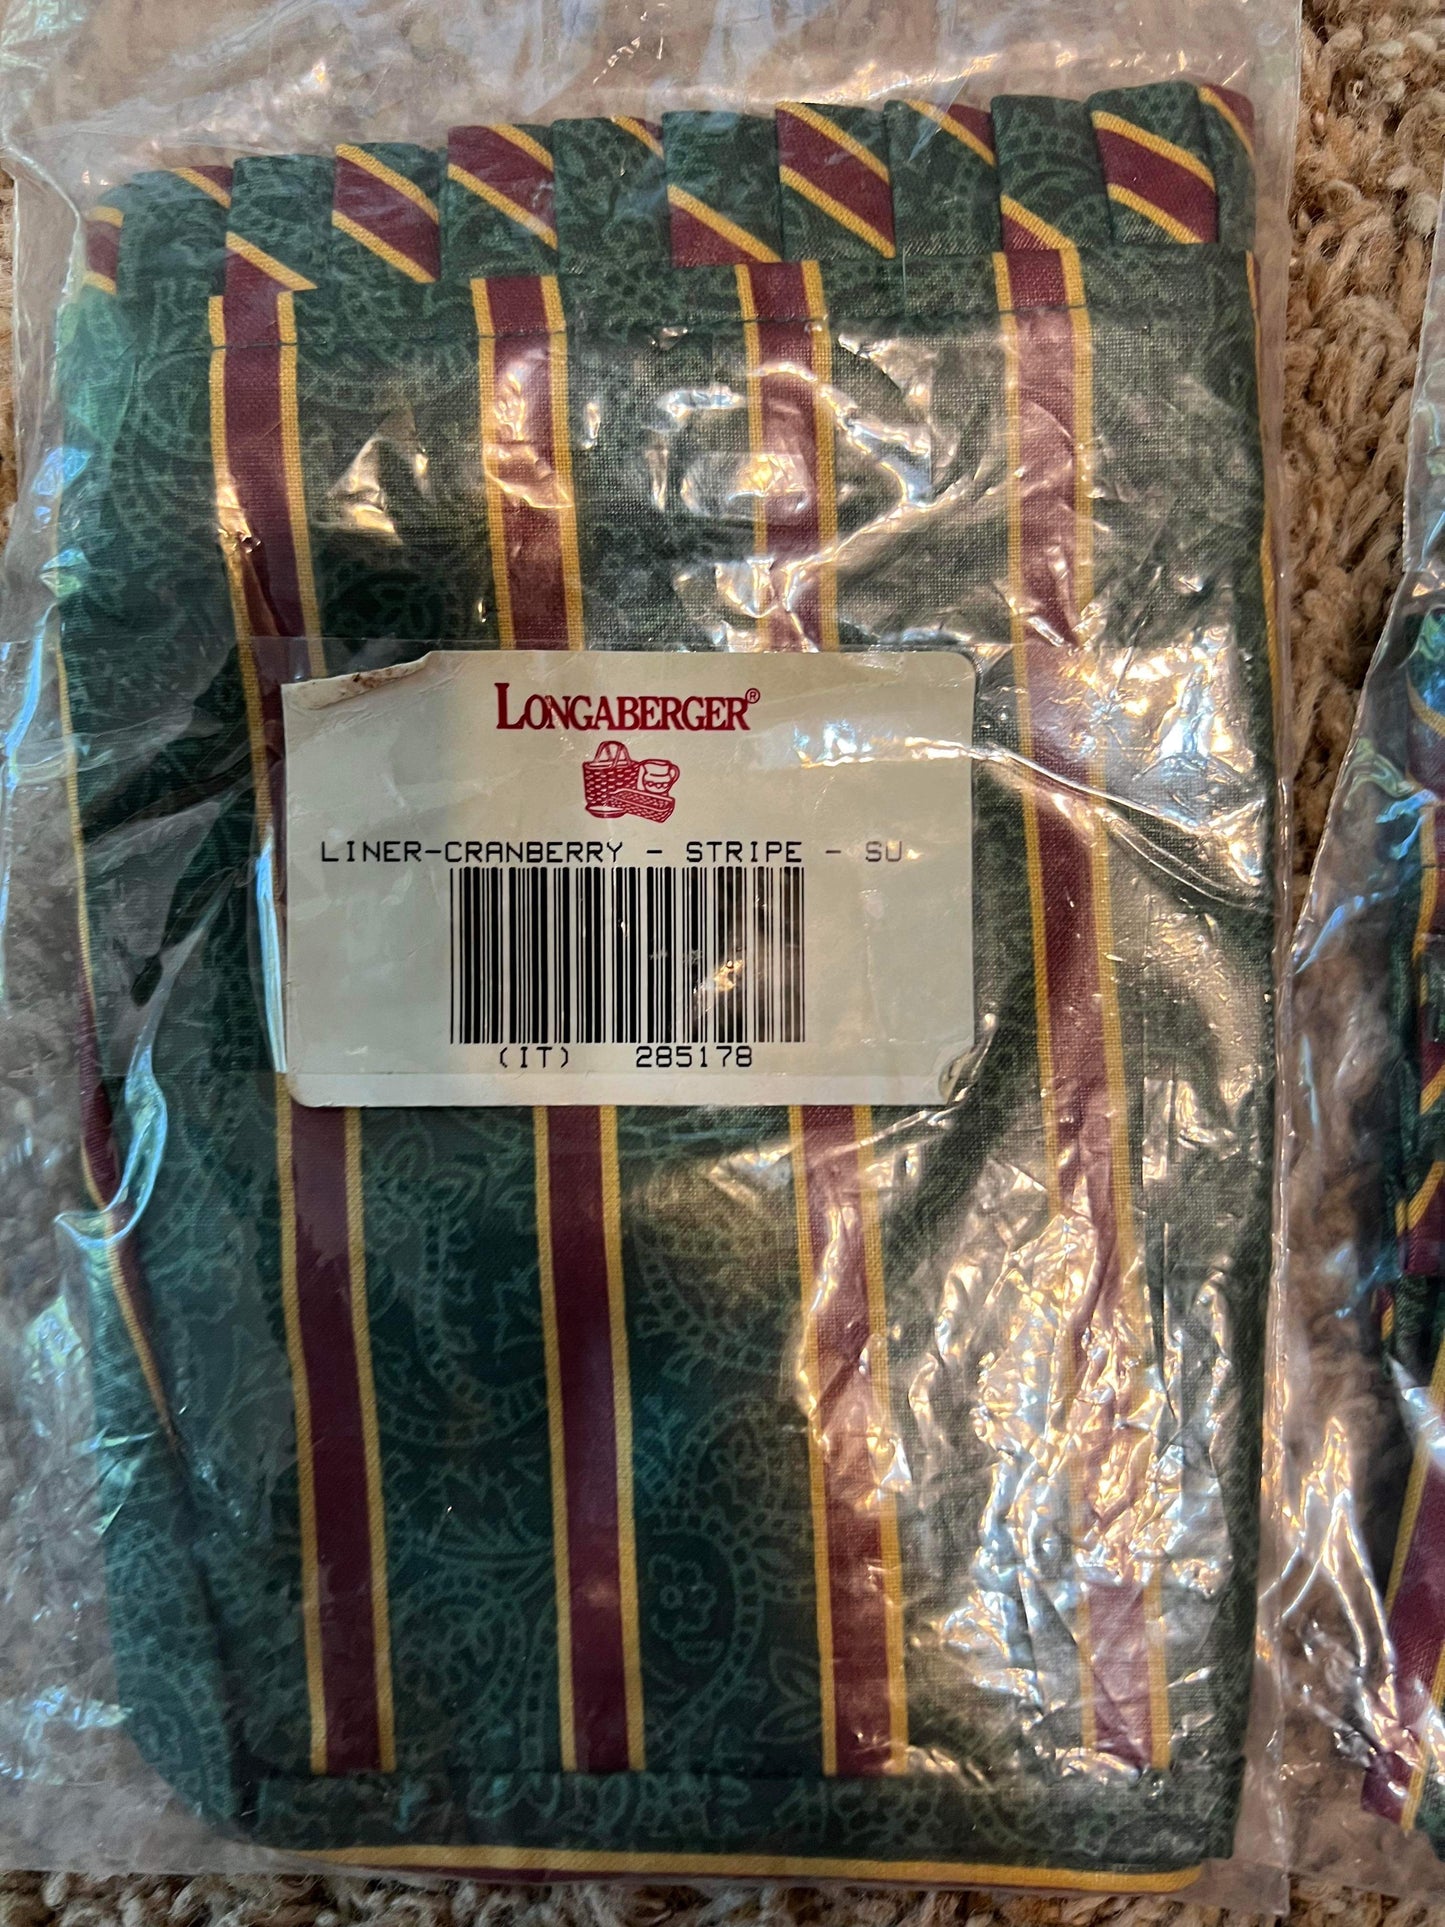 LONGABERGER®
LINER-CRANBERRY - STRIPE - SU
(IT) 285178